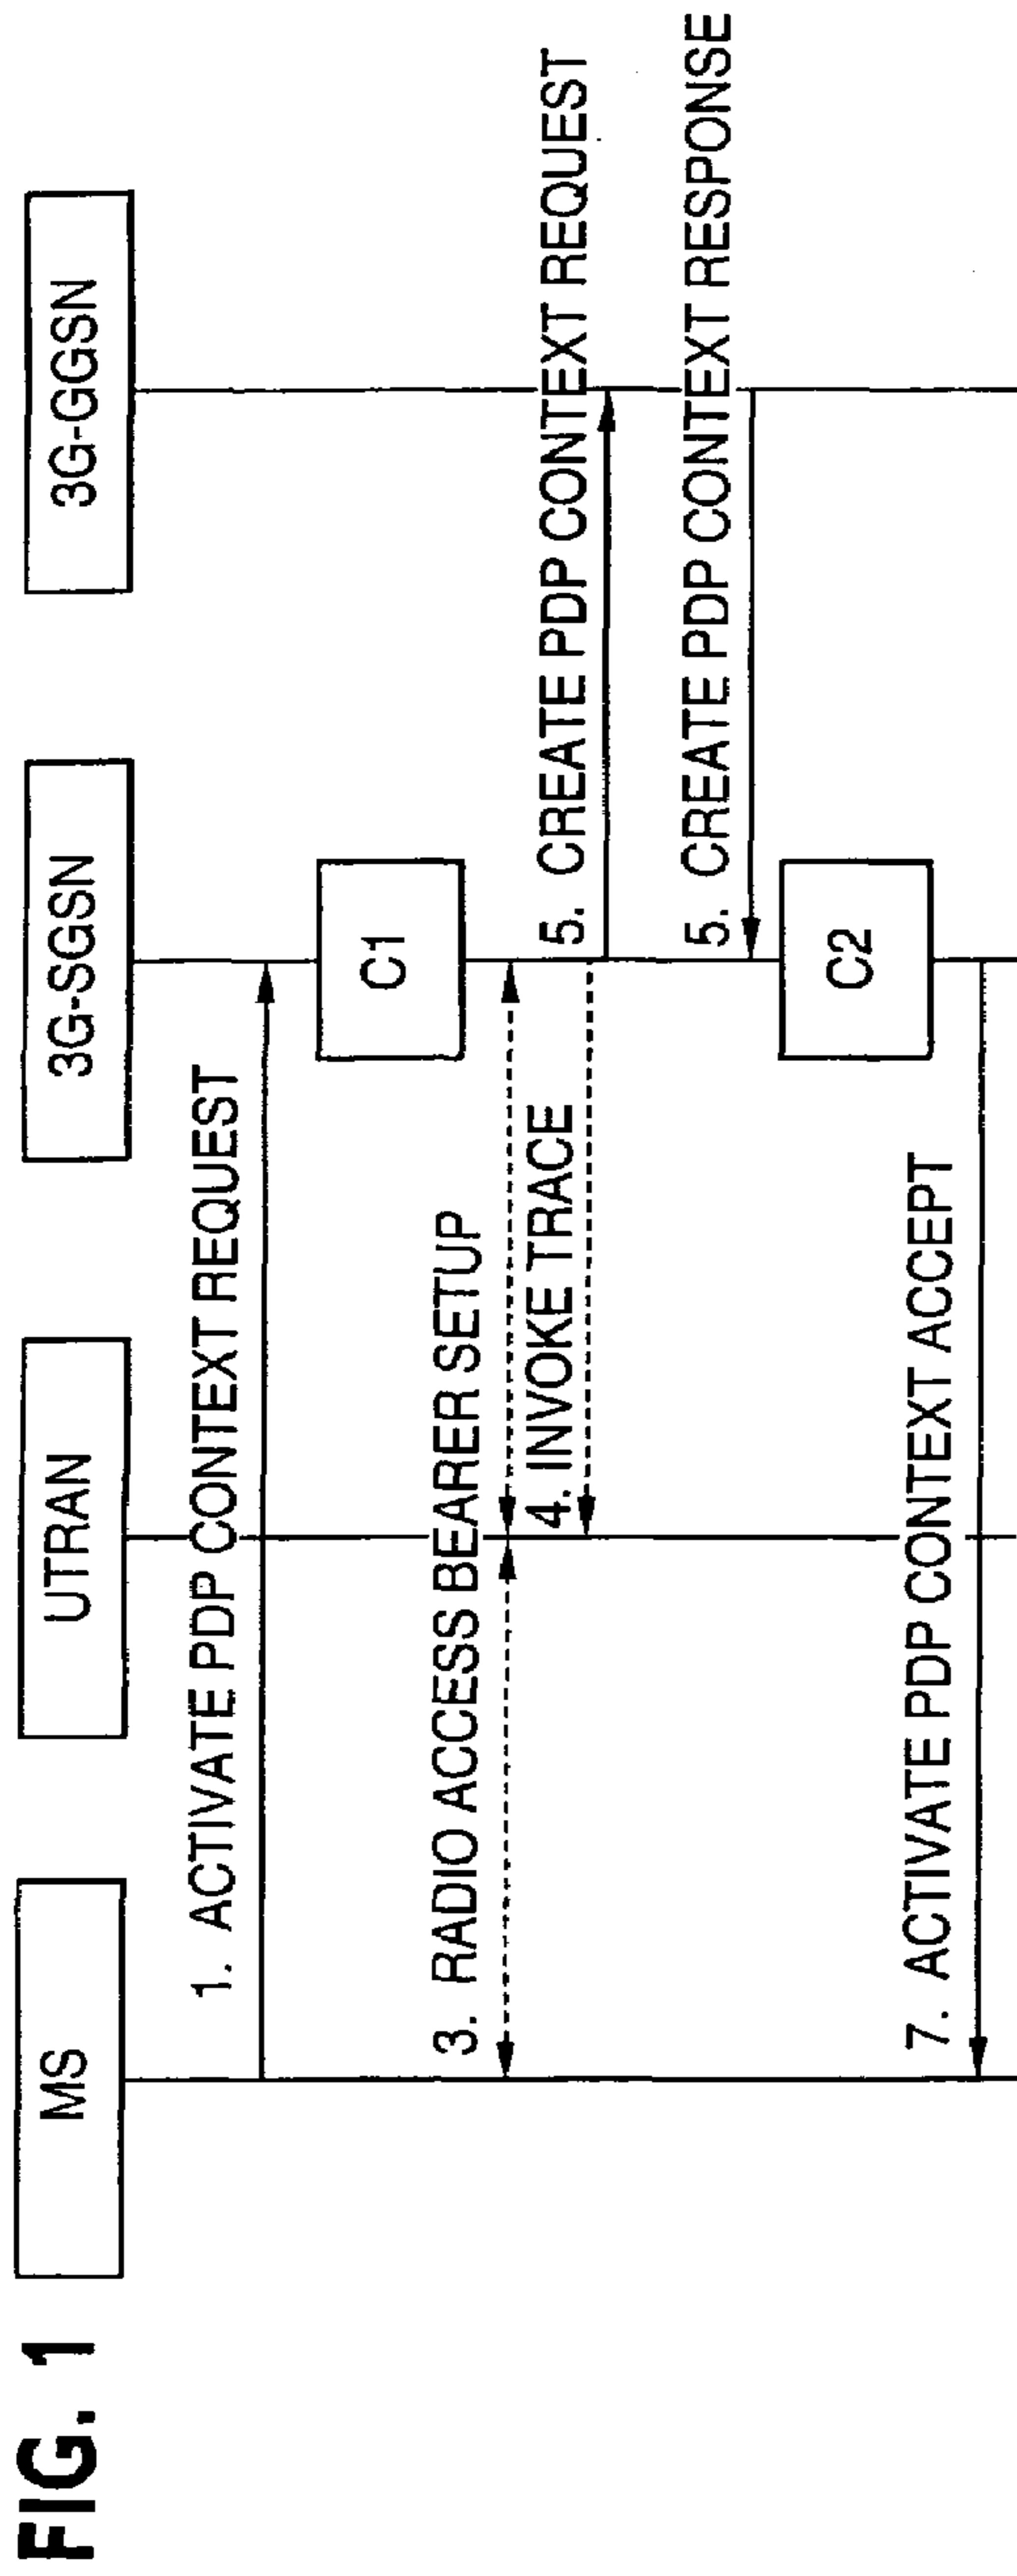 FIG. 1
MS
UTRAN
3G-SGSN
3G-GGSN
1. ACTIVATE PDP CONTEXT REQUEST
C1
3. RADIO ACCESS BEARER SETUP
4. INVOKE TRACE
5. CREATE PDP CONTEXT REQUEST
5. CREATE PDP CONTEXT RESPONSE
C2
7. ACTIVATE PDP CONTEXT ACCEPT